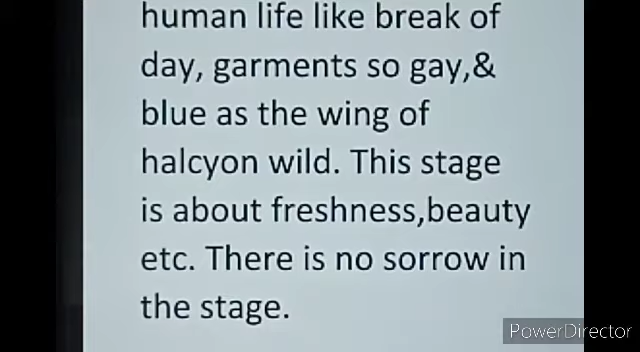 human life like break of
day, garments so gay,&
blue as the wing of
halcyon wild. This stage
is about freshness,beauty
etc. There is no sorrow in
the stage.
PowerDirector